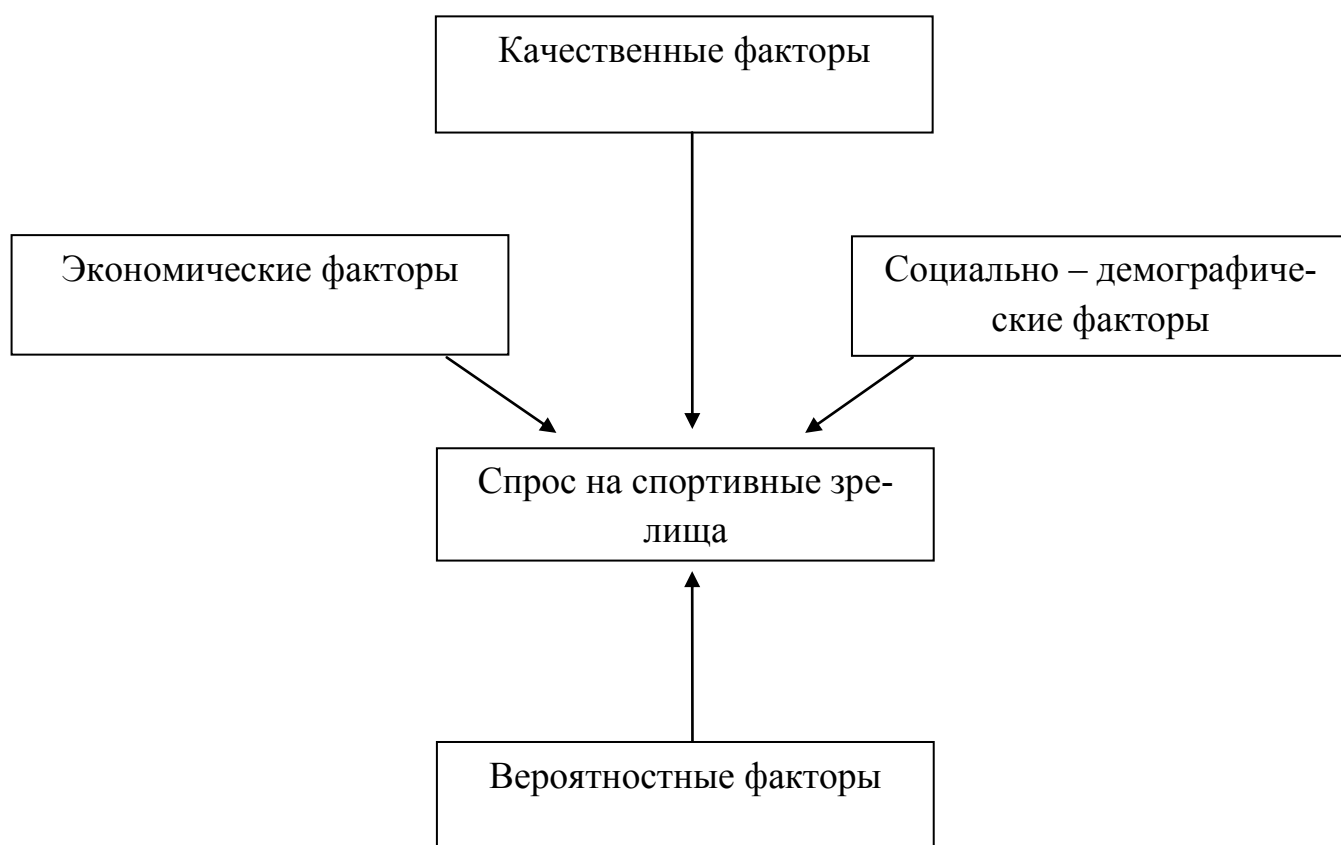 Качественные факторы
Экономические факторы
Социально – демографиче-
ские факторы
Спрос на спортивные зре-
лища
Вероятностные факторы